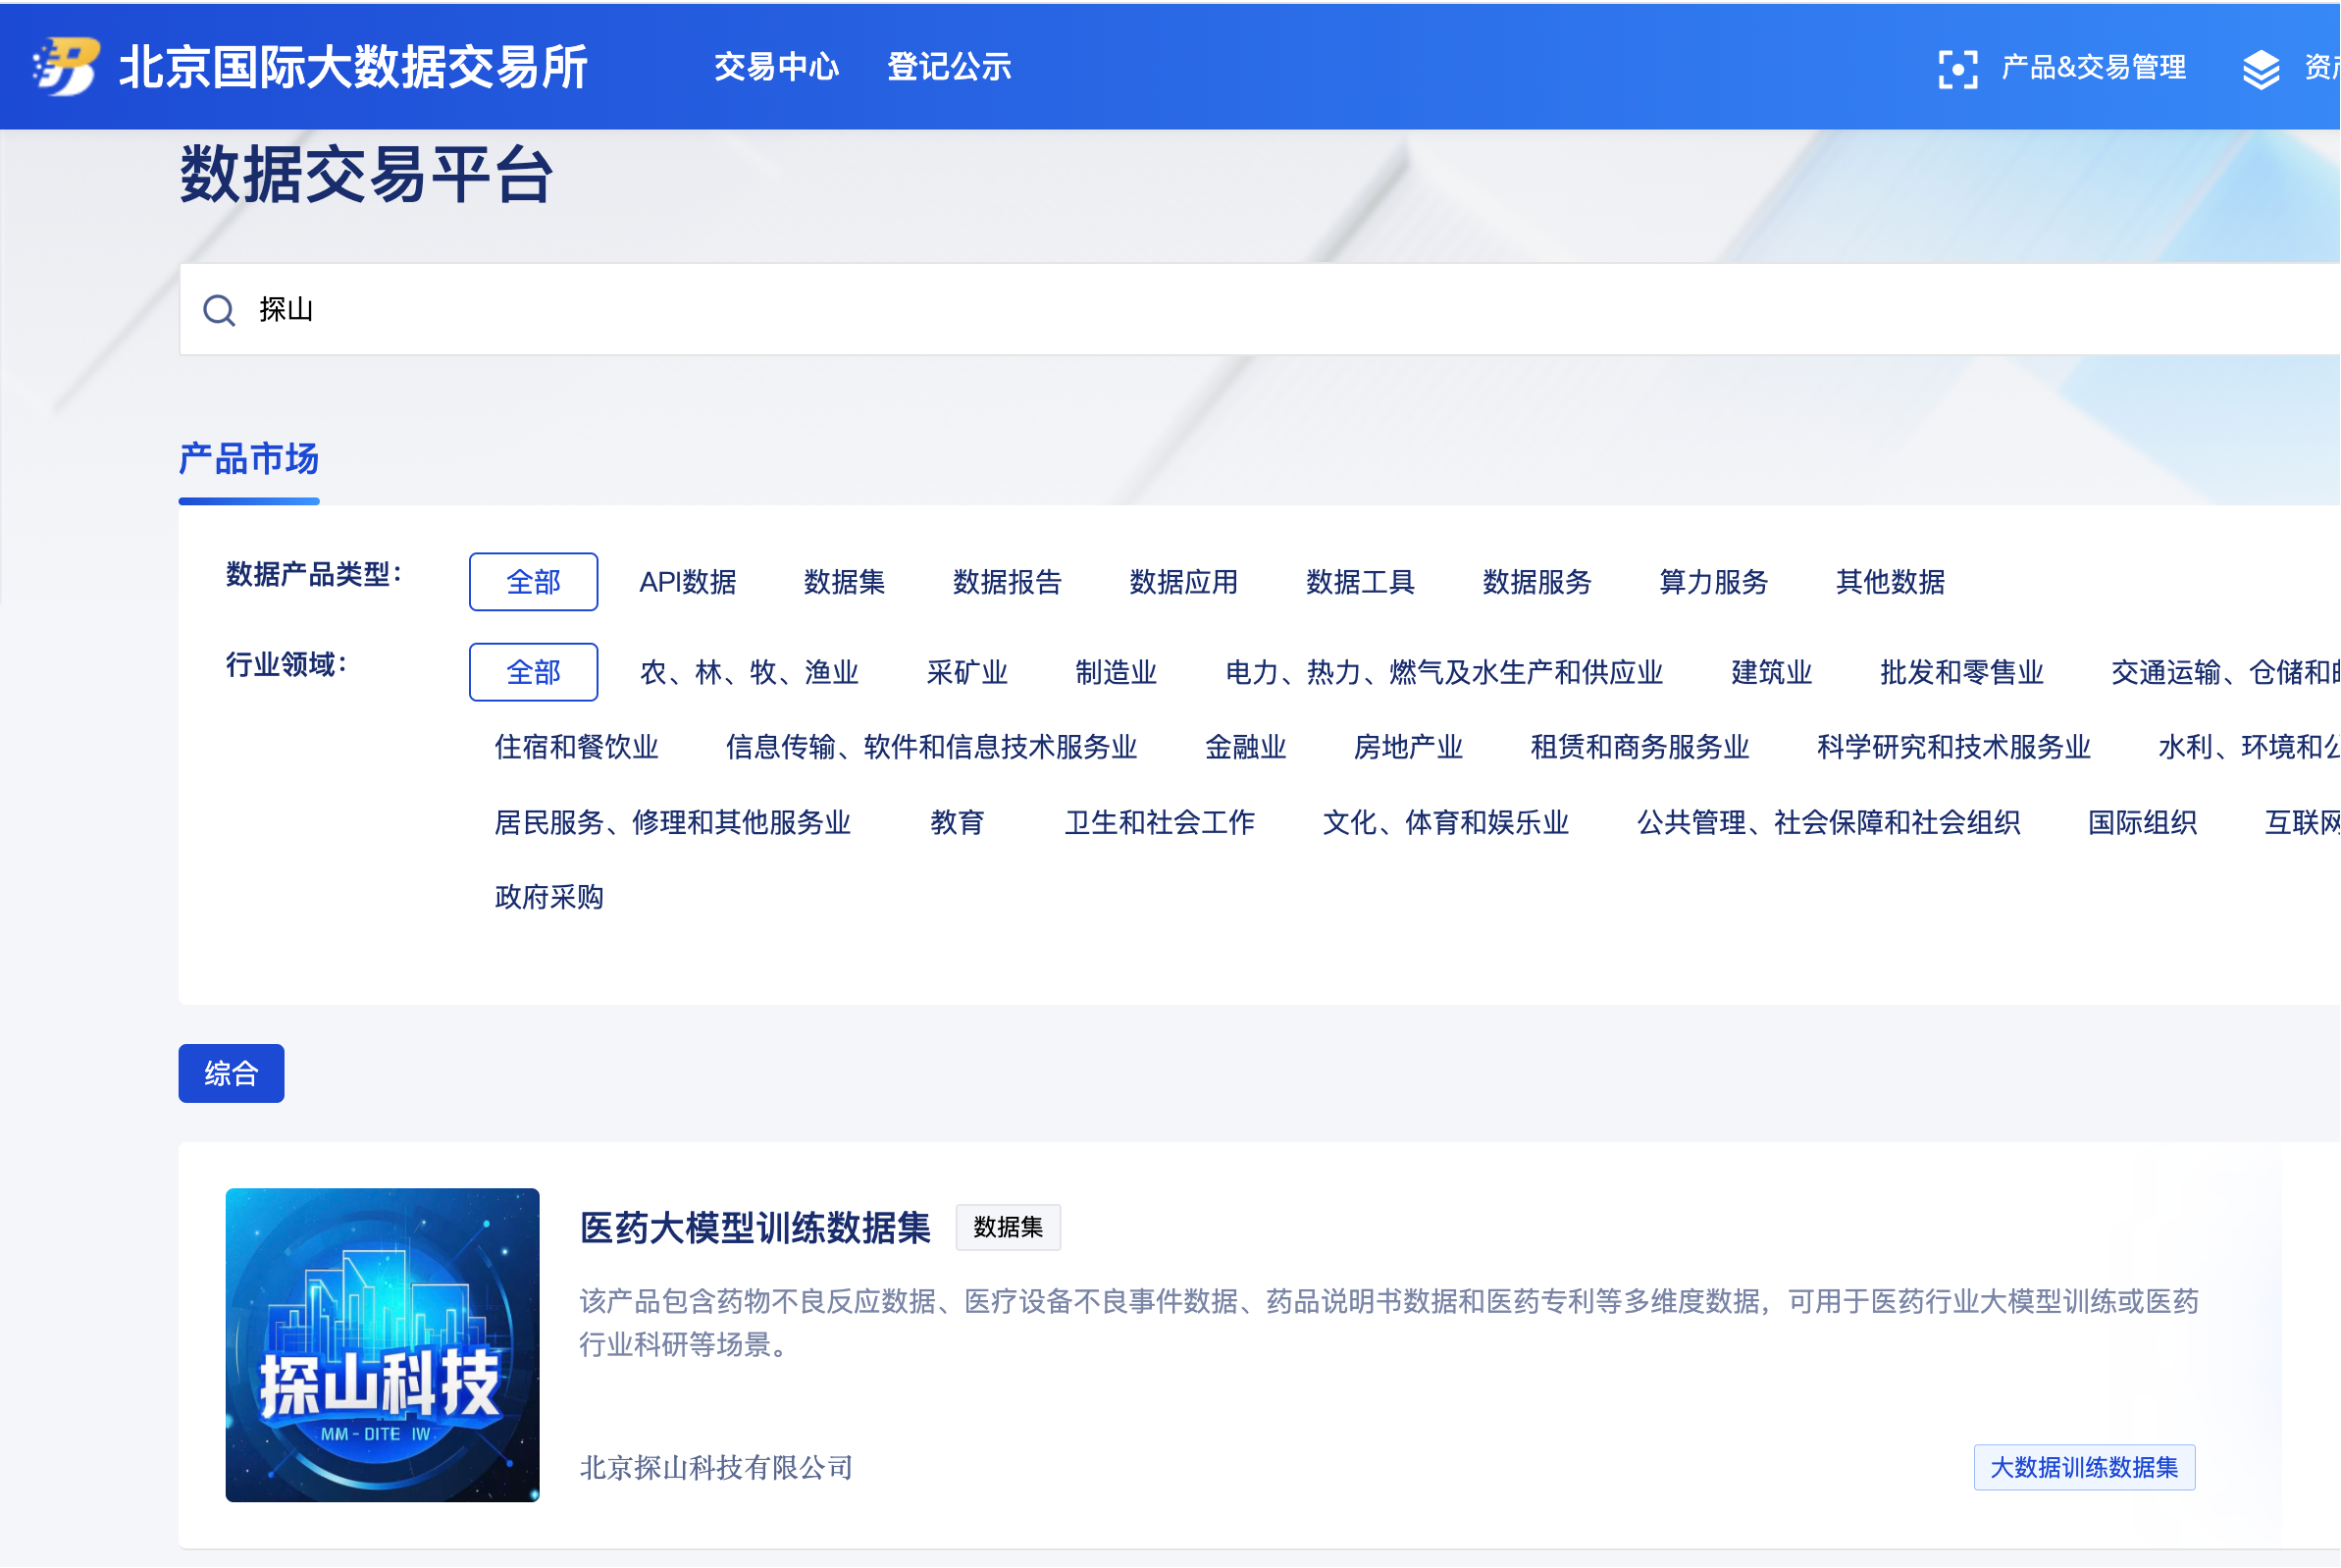 北京国际大数据交易所 交易中心 登记公示 产品&交易管理 资
数据交易平台
探山
产品市场
数据产品类型： 全部 API数据 数据集 数据报告 数据应用 数据工具 数据服务 算力服务 其他数据
行业领域： 全部 农、林、牧、渔业 采矿业 制造业 电力、热力、燃气及水生产和供应业 建筑业 批发和零售业 交通运输、仓储和
住宿和餐饮业 信息传输、软件和信息技术服务业 金融业 房地产业 租赁和商务服务业 科学研究和技术服务业 水利、环境和
居民服务、修理和其他服务业 教育 卫生和社会工作 文化、体育和娱乐业 公共管理、社会保障和社会组织 国际组织 互联网
政府采购
综合
探山科技
MM-DITE IW
医药大模型训练数据集 数据集
该产品包含药物不良反应数据、医疗设备不良事件数据、药品说明书数据和医药专利等多维度数据，可用于医药行业大模型训练或医药
行业科研等场景。
北京探山科技有限公司 大数据训练数据集